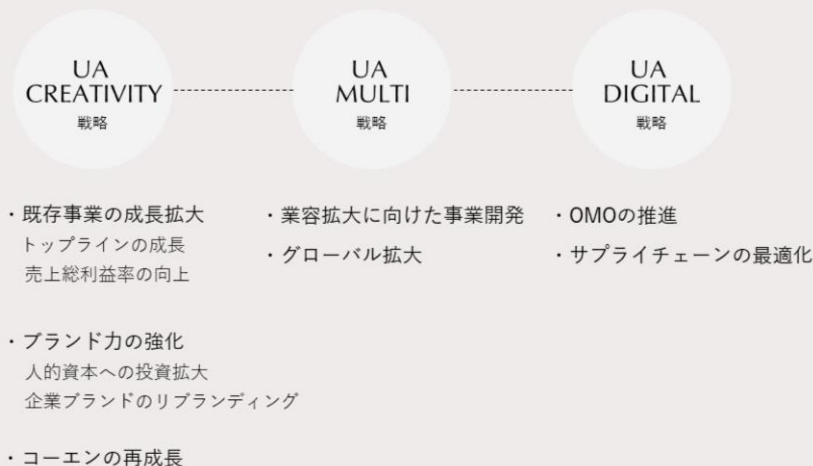 UA
CREATIVITY
戦略
UA
MULTI
戦略
UA
DIGITAL
戦略
・既存事業の成長拡大
トップラインの成長
売上総利益率の向上
・ブランド力の強化
人的資本への投資拡大
企業ブランドのリブランディング
・コーエンの再成長
・業容拡大に向けた事業開発
・グローバル拡大
・OMOの推進
・サプライチェーンの最適化